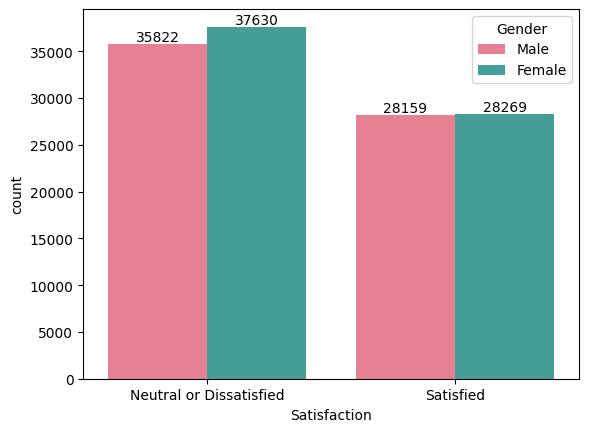 37630
35822
28159
28269
Gender
Male
Female
35000
30000
25000
20000
15000
10000
5000
0
count
Neutral or Dissatisfied
Satisfied
Satisfaction